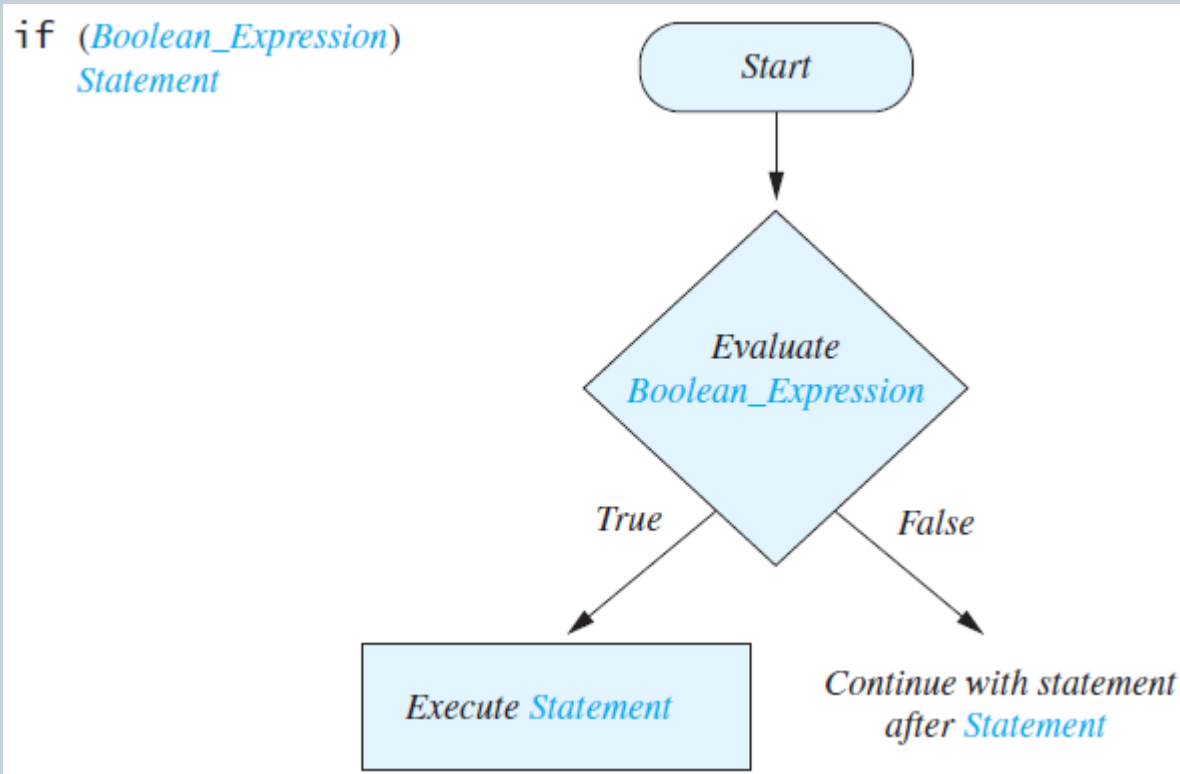 if (Boolean_Expression)
Statement
Start
Evaluate
Boolean_Expression
True
False
Execute Statement
Continue with statement
after Statement